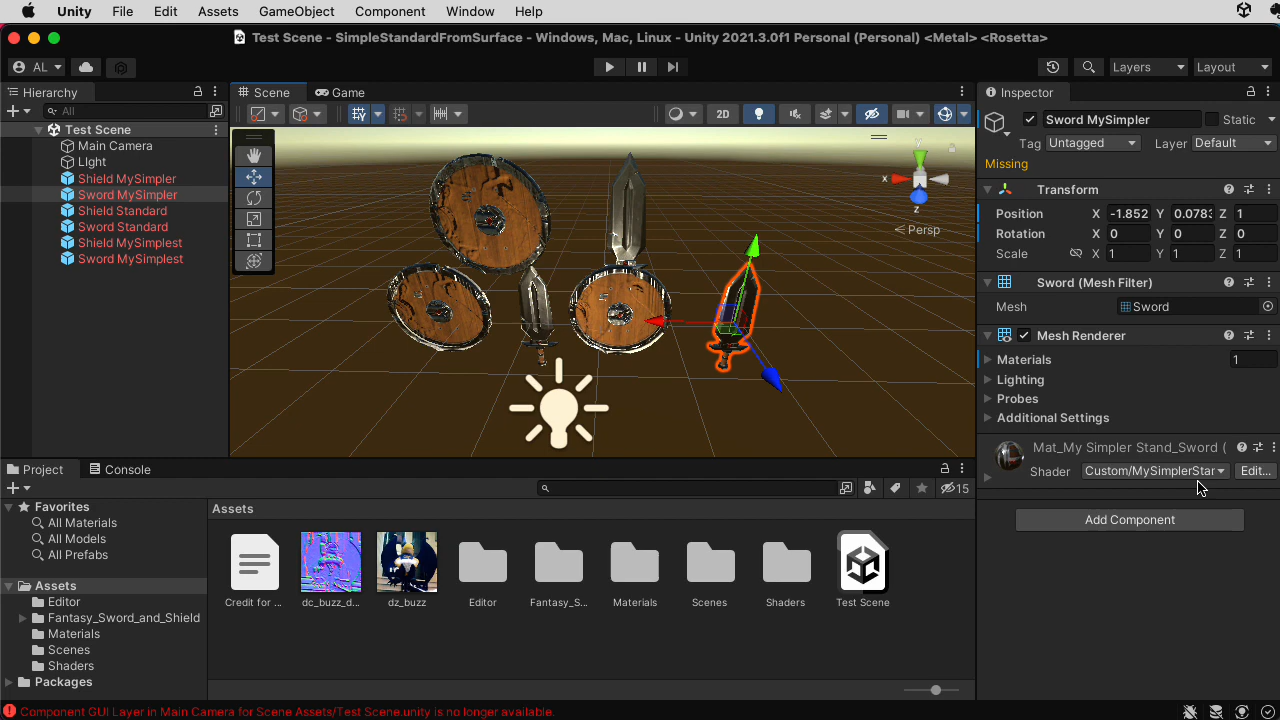 Unity File Edit Assets GameObject Component Window Help
Test Scene - SimpleStandardFromSurface - Windows, Mac, Linux - Unity 2021.3.0f1 Personal (Personal) <Metal> <Rosetta>
AL Layers Layout
Hierarchy
All
Test Scene
Main Camera
LIght
Shield MySimpler
Sword MySimpler
Shield Standard
Sword Standard
Shield MySimplest
Sword MySimplest
Scene Game
2D
x y z
Persp
Inspector
Sword MySimpler Static
Tag Untagged Layer Default
Missing
Transform
Position X -1.852 Y 0.0783 Z 1
Rotation X 0 Y 0 Z 0
Scale X 1 Y 1 Z 1
Sword (Mesh Filter)
Mesh Sword
Mesh Renderer
Materials 1
Lighting
Probes
Additional Settings
Mat_My Simpler Stand_Sword (
Shader Custom/MySimplerStar Edit...
Add Component
Project Console
15
Favorites
All Materials
All Models
All Prefabs
Assets
Editor
Fantasy_Sword_and_Shield
Materials
Scenes
Shaders
Packages
Assets
Credit for ... dc_buzz_d... dz_buzz Editor Fantasy_S... Materials Scenes Shaders Test Scene
Component GUI Layer in Main Camera for Scene Assets/Test Scene.unity is no longer available.